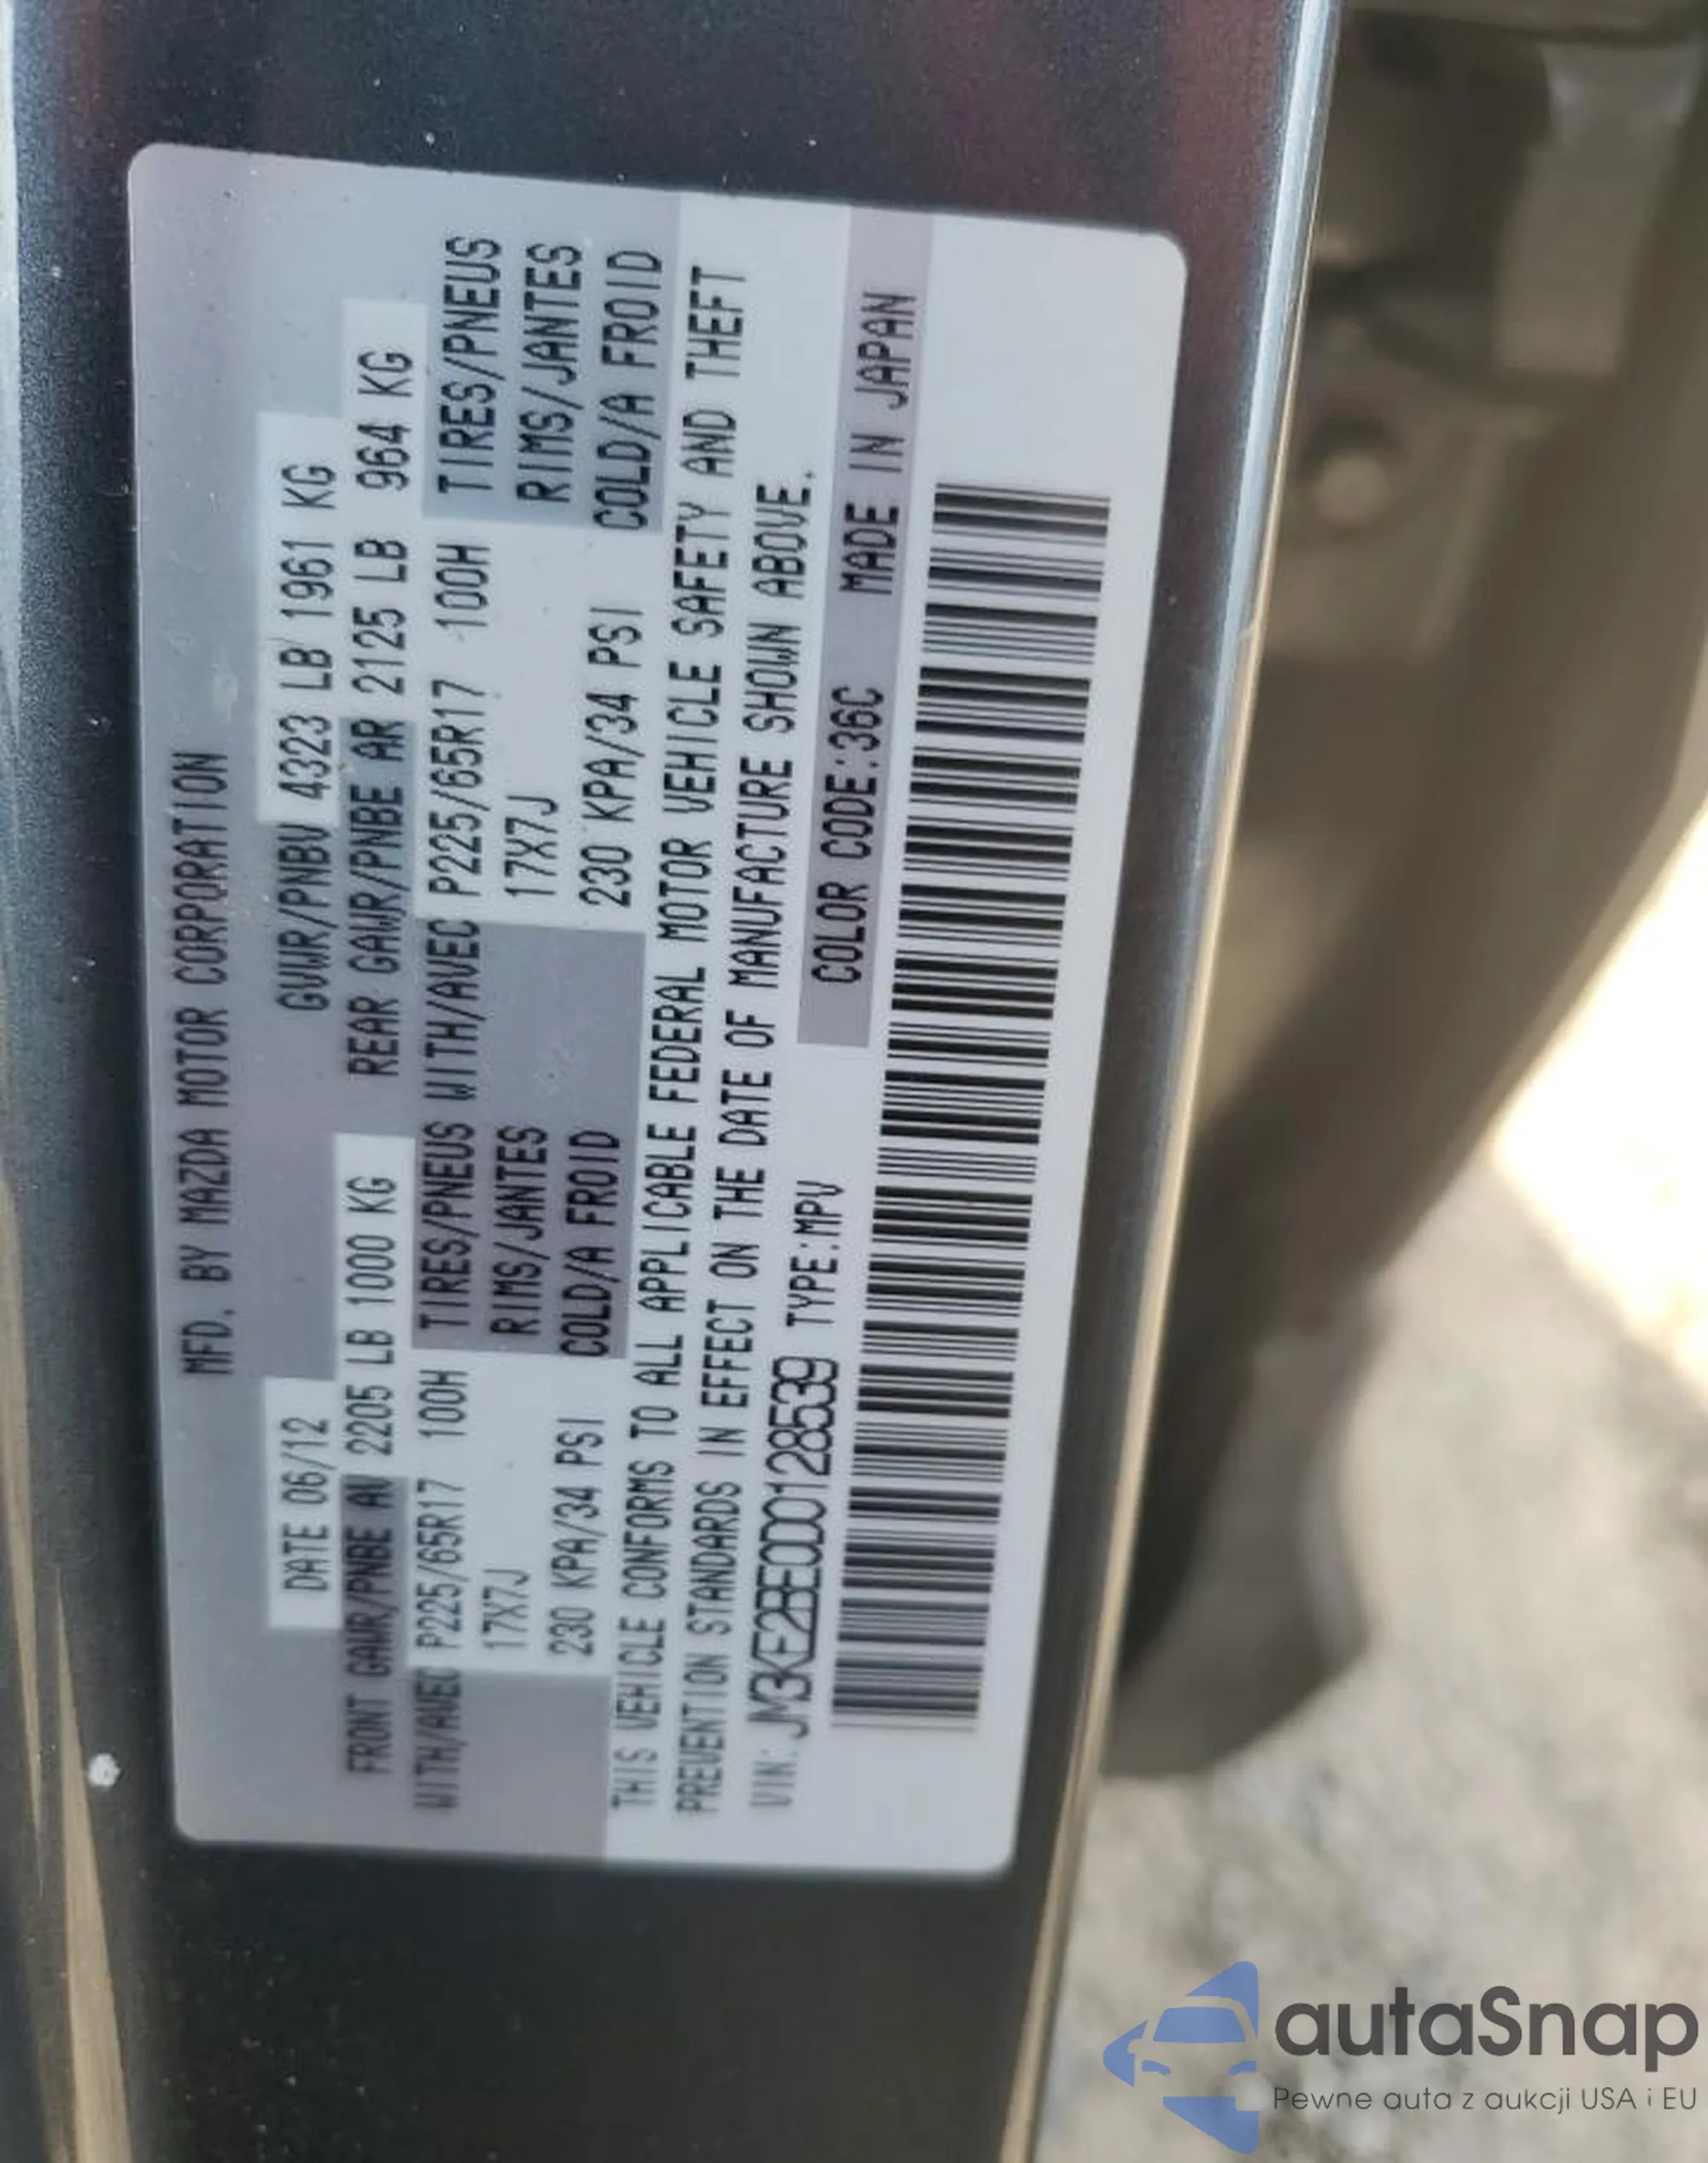 MFD. BY MAZDA MOTOR CORPORATION
DATE 06/12 GVWR/PNBV 4323 LB 1961 KG
FRONT GAWR/PNBE AV 2205 LB 1000 KG REAR GAWR/PNBE AR 2125 LB 964 KG
WITH/AVEC P225/65R17 100H TIRES/PNEUS WITH/AVEC P225/65R17 100H TIRES/PNEUS
17X7J RIMS/JANTES 17X7J RIMS/JANTES
230 KPA/34 PSI COLD/A FROID 230 KPA/34 PSI COLD/A FROID
THIS VEHICLE CONFORMS TO ALL APPLICABLE FEDERAL MOTOR VEHICLE SAFETY AND THEFT
PREVENTION STANDARDS IN EFFECT ON THE DATE OF MANUFACTURE SHOWN ABOVE.
VIN: JM3KE2BE0D0128539 TYPE:MPV COLOR CODE:36C MADE IN JAPAN
autaSnap
Pewne auta z aukcji USA i EU